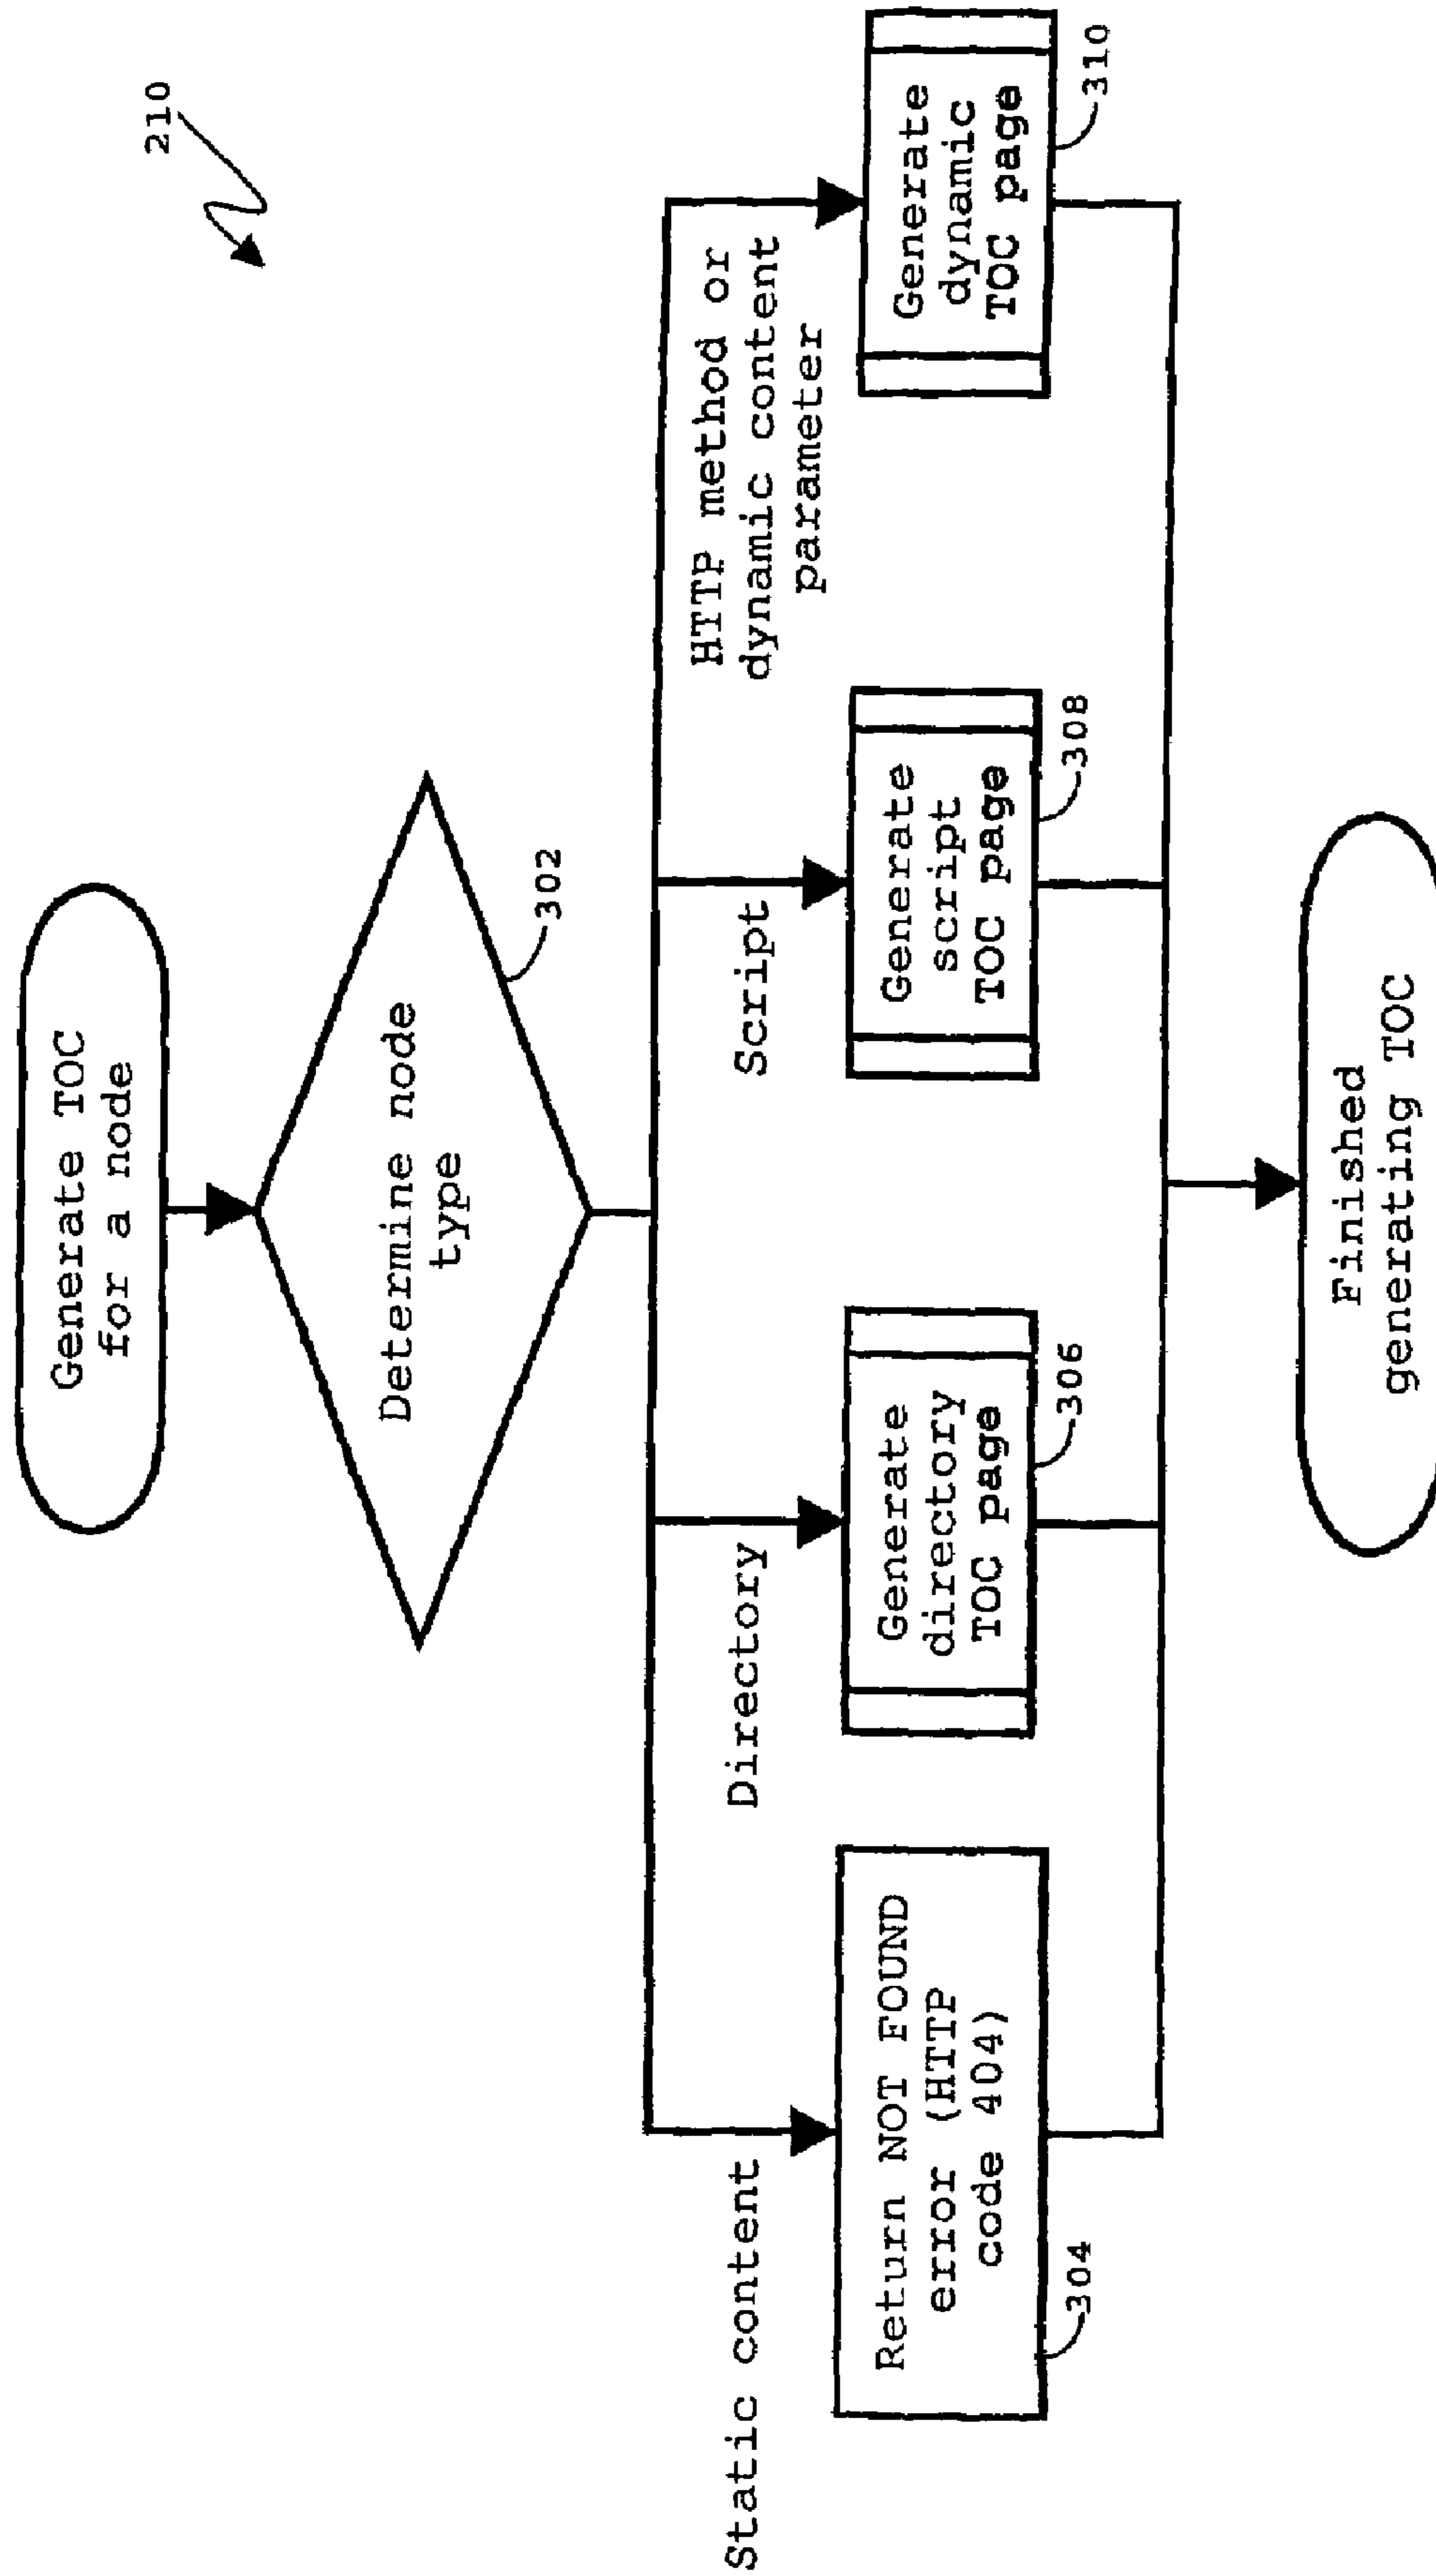 210
Generate TOC
for a node
Determine node
type
302
Static content
Directory
Script
HTTP method or
dynamic content
parameter
Return NOT FOUND
error (HTTP
code 404)
304
Generate
directory
TOC page
306
Generate
script
TOC page
308
Generate
dynamic
TOC page
310
Finished
generating TOC